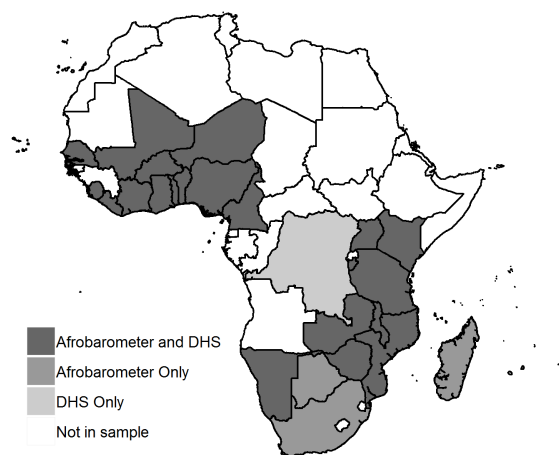 Afrobarometer and DHS
Afrobarometer Only
DHS Only
Not in sample